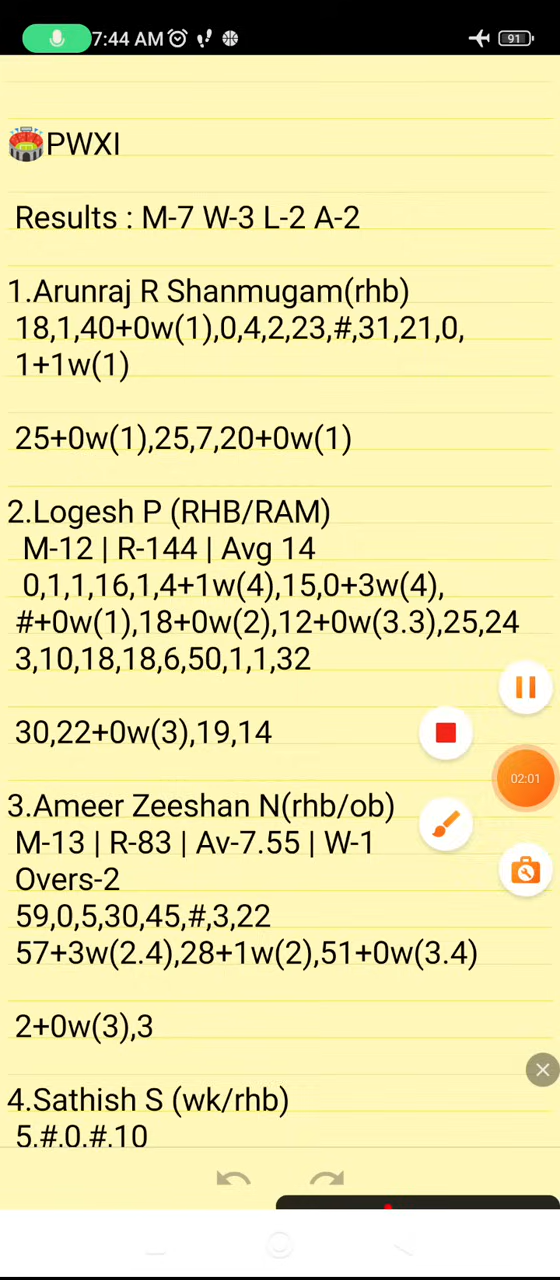 7:44 AM
91
🏟️PWXI
Results : M-7 W-3 L-2 A-2
1.Arunraj R Shanmugam(rhb)
18,1,40+0w(1),0,4,2,23,#,31,21,0,
1+1w(1)
25+0w(1),25,7,20+0w(1)
2.Logesh P (RHB/RAM)
M-12 | R-144 | Avg 14
0,1,1,16,1,4+1w(4),15,0+3w(4),
#+0w(1),18+0w(2),12+0w(3.3),25,24
3,10,18,18,6,50,1,1,32
30,22+0w(3),19,14
02:01
3.Ameer Zeeshan N(rhb/ob)
M-13 | R-83 | Av-7.55 | W-1
Overs-2
59,0,5,30,45,#,3,22
57+3w(2.4),28+1w(2),51+0w(3.4)
2+0w(3),3
4.Sathish S (wk/rhb)
5,#,0,#,10